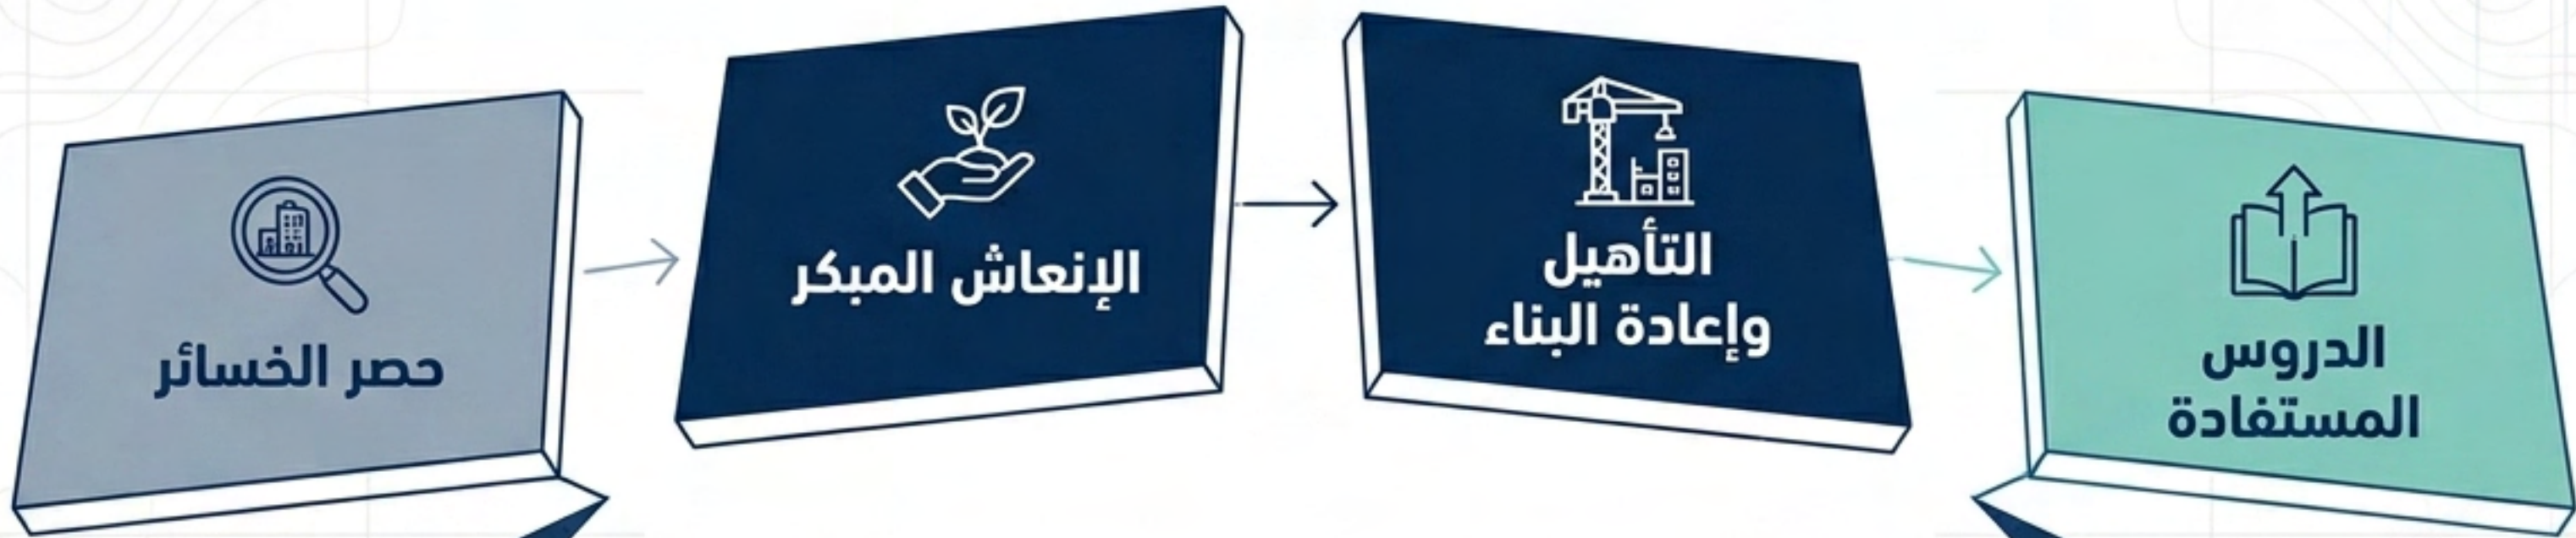 حصر الخسائر
الإنعاش المبكر
التأهيل
وإعادة البناء
الدروس
المستفادة